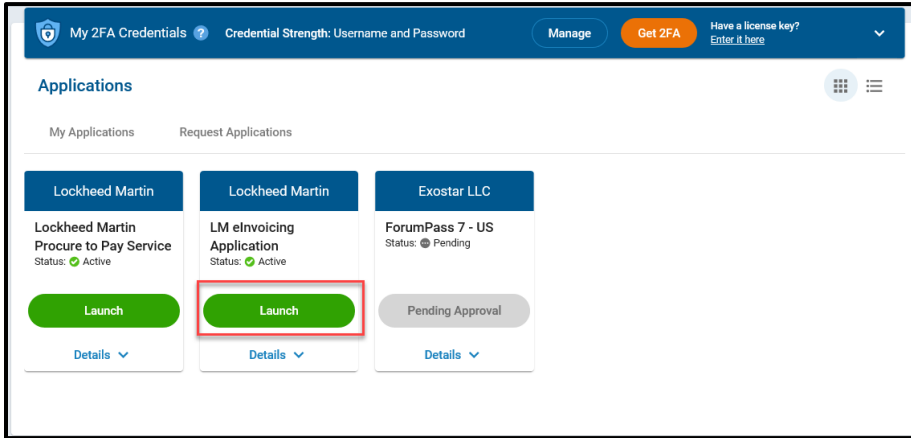 My 2FA Credentials ? Credential Strength: Username and Password Manage Get 2FA Have a license key?
Enter it here
Applications
My Applications Request Applications
Lockheed Martin Lockheed Martin Exostar LLC
Lockheed Martin LM eInvoicing ForumPass 7 - US
Procure to Pay Service Application Status: Pending
Status: Active Status: Active
Launch Launch Pending Approval
Details Details Details